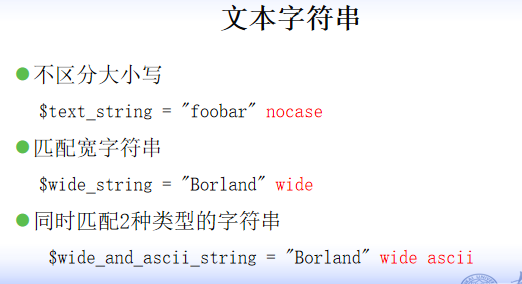 文本字符串
不区分大小写
$text_string = "foobar" nocase
匹配宽字符串
$wide_string = "Borland" wide
同时匹配2种类型的字符串
$wide_and_ascii_string = "Borland" wide ascii